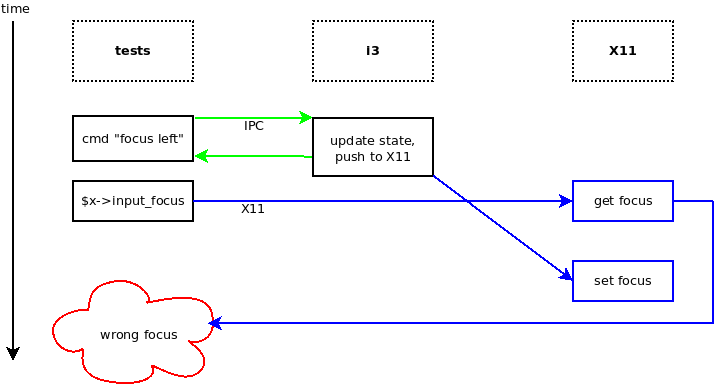 time
tests
i3
X11
cmd "focus left"
IPC
update state,
push to X11
$x->input_focus
X11
get focus
set focus
wrong focus